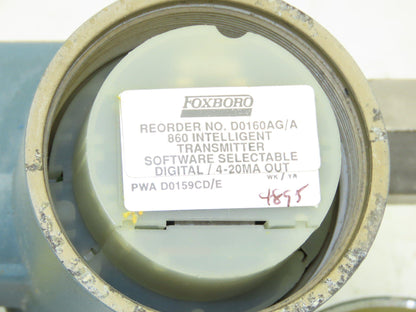 FOXBORO
REORDER NO. D0160AG/A
860 INTELLIGENT
TRANSMITTER
SOFTWARE SELECTABLE
DIGITAL / 4-20MA OUT
WK / YR
PWA D0159CD/E
4895